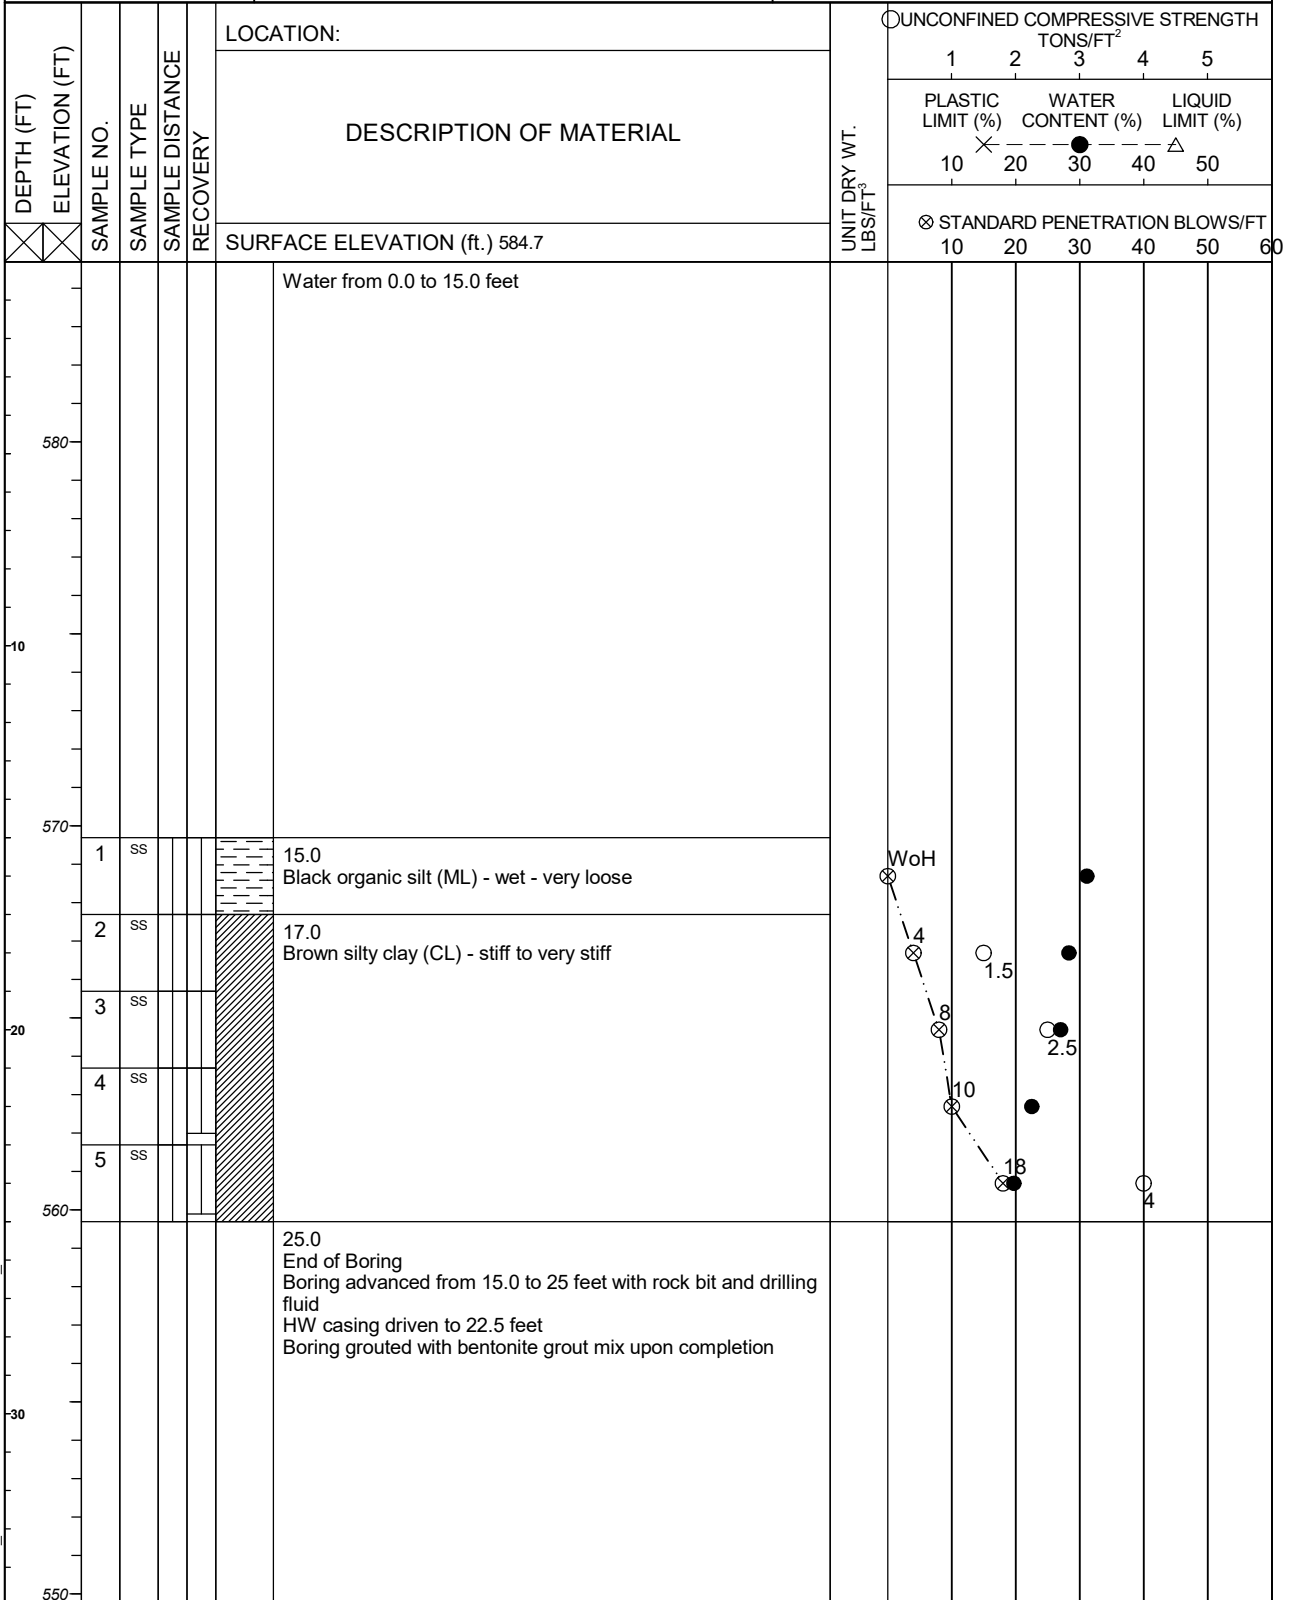 LOCATION:
DEPTH (FT)
ELEVATION (FT)
SAMPLE NO.
SAMPLE TYPE
SAMPLE DISTANCE
RECOVERY
DESCRIPTION OF MATERIAL
SURFACE ELEVATION (ft.) 584.7
UNIT DRY WT.
LBS/FT³
UNCONFINED COMPRESSIVE STRENGTH
TONS/FT²
1 2 3 4 5
PLASTIC WATER LIQUID
LIMIT (%) CONTENT (%) LIMIT (%)
10 20 30 40 50
⊗ STANDARD PENETRATION BLOWS/FT
10 20 30 40 50 60
Water from 0.0 to 15.0 feet
580
10
570
1 SS
15.0
Black organic silt (ML) - wet - very loose
WoH
2 SS
17.0
Brown silty clay (CL) - stiff to very stiff
4
1.5
3 SS
8
20
2.5
4 SS
10
5 SS
18
4
560
25.0
End of Boring
Boring advanced from 15.0 to 25 feet with rock bit and drilling
fluid
HW casing driven to 22.5 feet
Boring grouted with bentonite grout mix upon completion
30
550